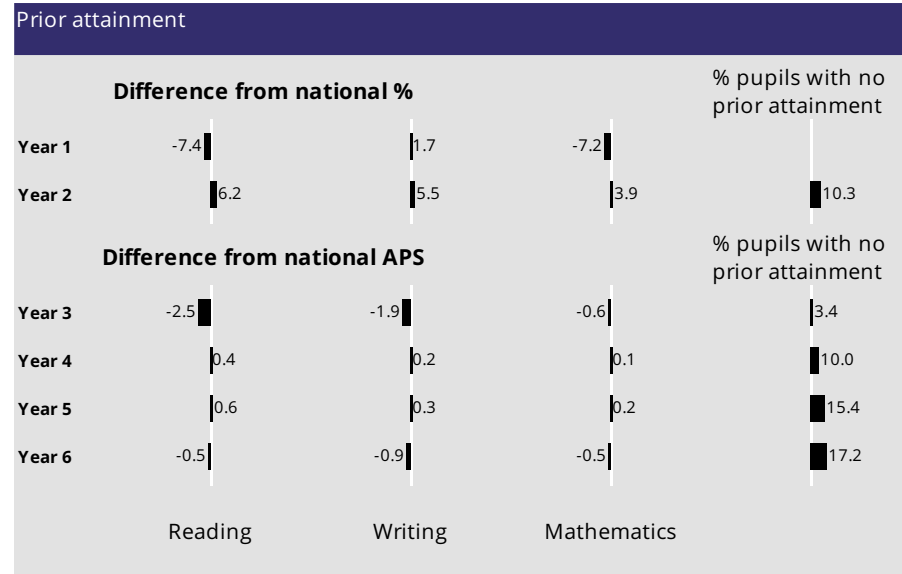 Prior attainment
Difference from national %
% pupils with no
prior attainment
Year 1 -7.4 1.7 -7.2
Year 2 6.2 5.5 3.9 10.3
Difference from national APS
% pupils with no
prior attainment
Year 3 -2.5 -1.9 -0.6 3.4
Year 4 0.4 0.2 0.1 10.0
Year 5 0.6 0.3 0.2 15.4
Year 6 -0.5 -0.9 -0.5 17.2
Reading Writing Mathematics